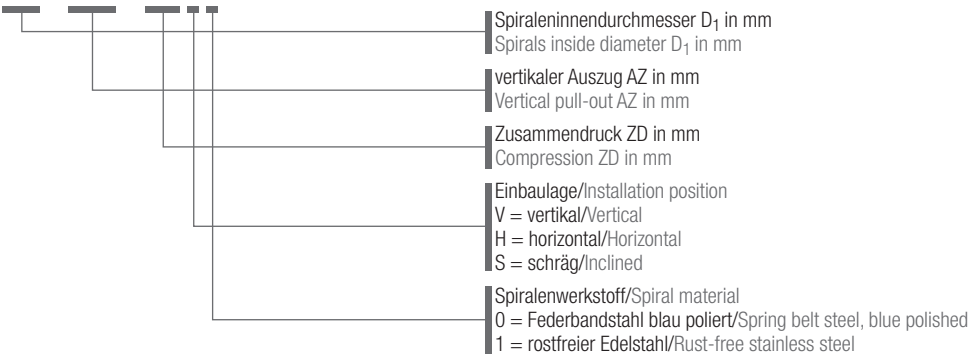 Spiraleninnendurchmesser D1 in mm
Spirals inside diameter D1 in mm
vertikaler Auszug AZ in mm
Vertical pull-out AZ in mm
Zusammendruck ZD in mm
Compression ZD in mm
Einbaulage/Installation position
V = vertikal/Vertical
H = horizontal/Horizontal
S = schräg/Inclined
Spiralenwerkstoff/Spiral material
0 = Federbandstahl blau poliert/Spring belt steel, blue polished
1 = rostfreier Edelstahl/Rust-free stainless steel